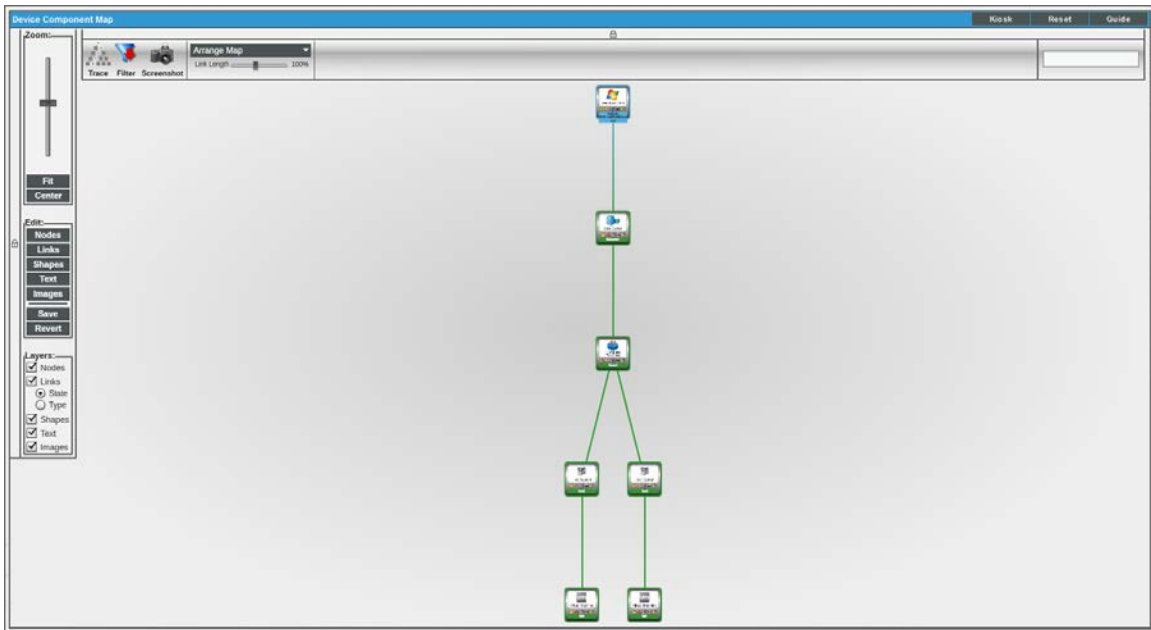 Device Component Map
Kiosk
Reset
Guide
Zoom:
Fit
Center
Edit:
Nodes
Links
Shapes
Text
Images
Save
Revert
Layers:
Nodes
Links
State
Type
Shapes
Text
Images
Trace
Filter
Screenshot
Arrange Map
Link Length
100%